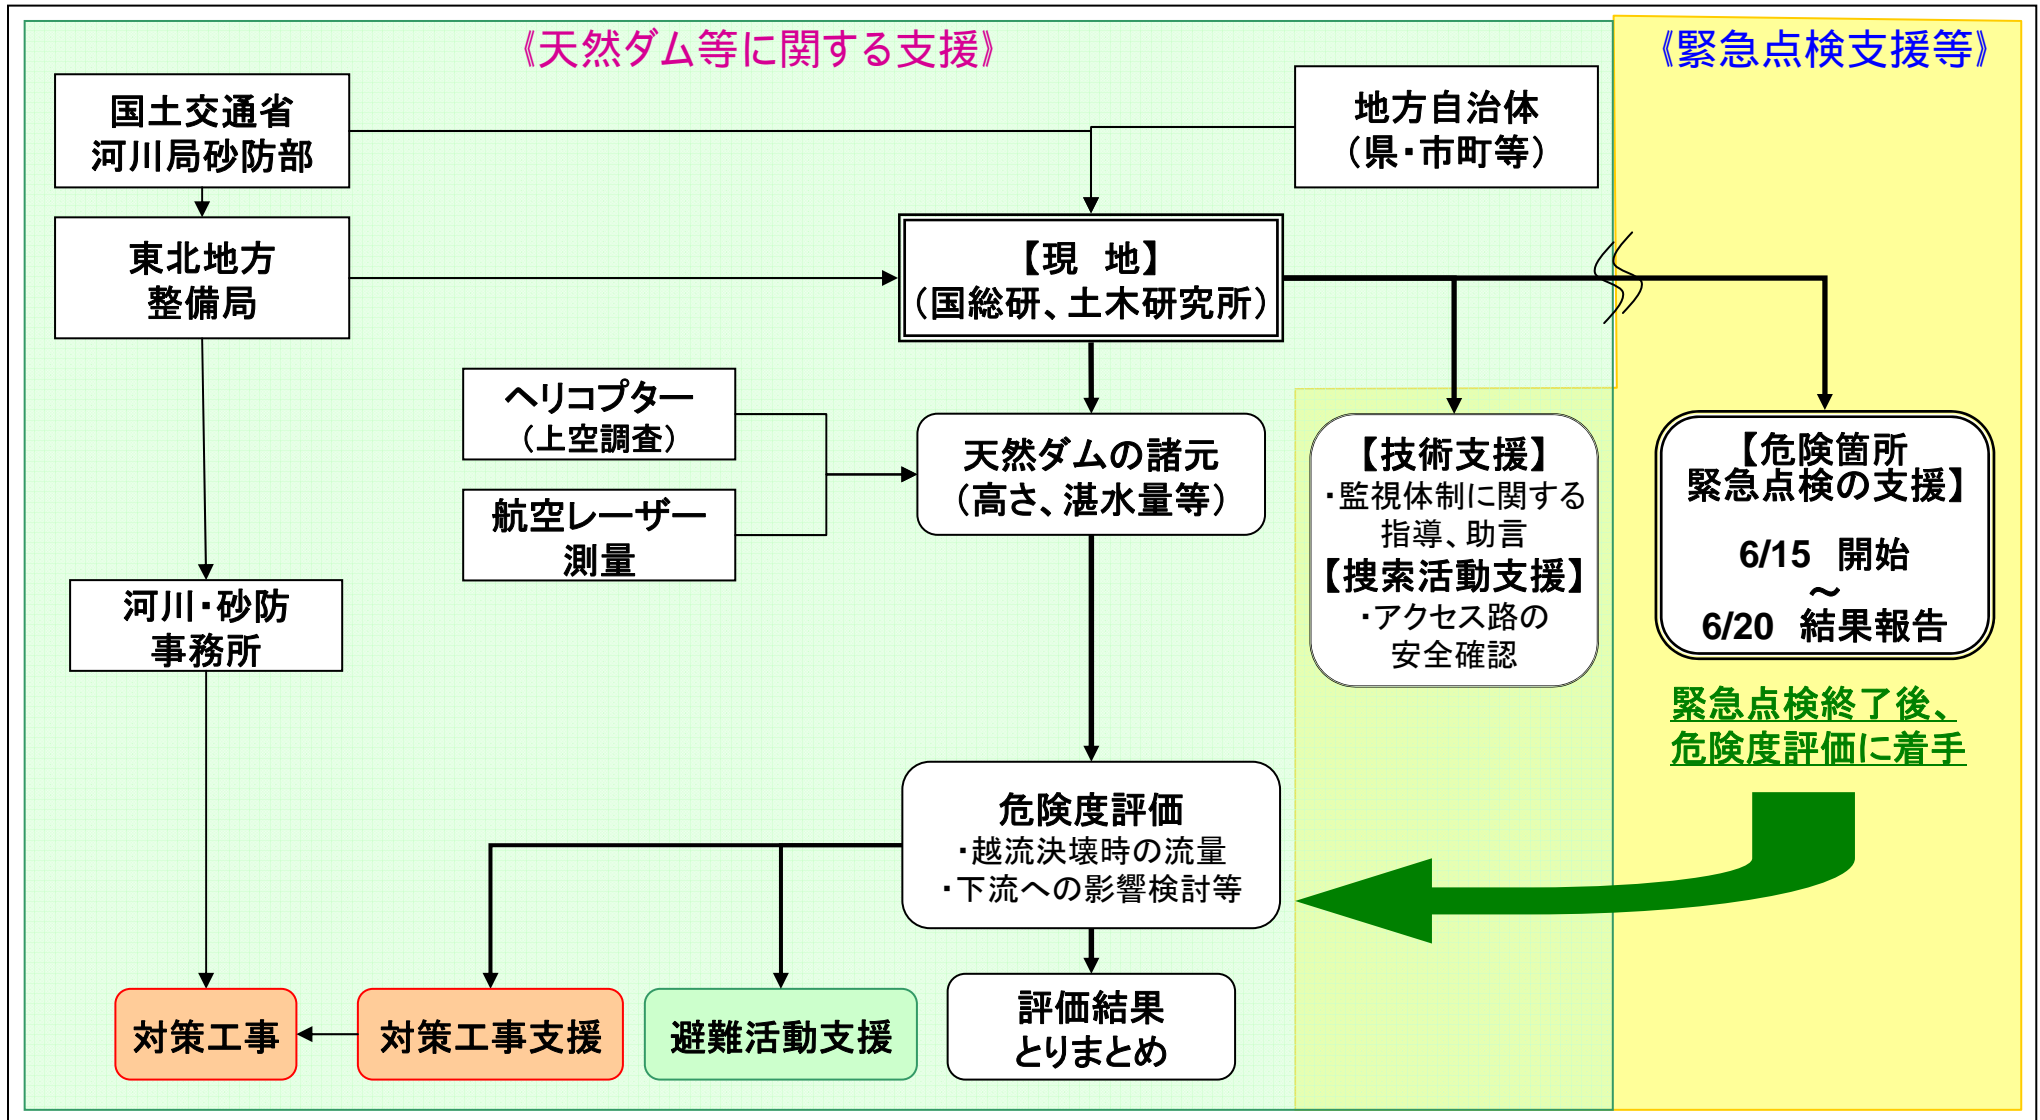 《天然ダム等に関する支援》
《緊急点検支援等》
国土交通省
河川局砂防部
地方自治体
（県・市町等）
東北地方
整備局
【現　地】
（国総研、土木研究所）
ヘリコプター
（上空調査）
航空レーザー
測量
天然ダムの諸元
（高さ、湛水量等）
【技術支援】
・監視体制に関する
指導、助言
【捜索活動支援】
・アクセス路の
安全確認
【危険箇所
緊急点検の支援】
6/15　開始
～
6/20　結果報告
河川・砂防
事務所
緊急点検終了後、
危険度評価に着手
危険度評価
・越流決壊時の流量
・下流への影響検討等
対策工事
対策工事支援
避難活動支援
評価結果
とりまとめ